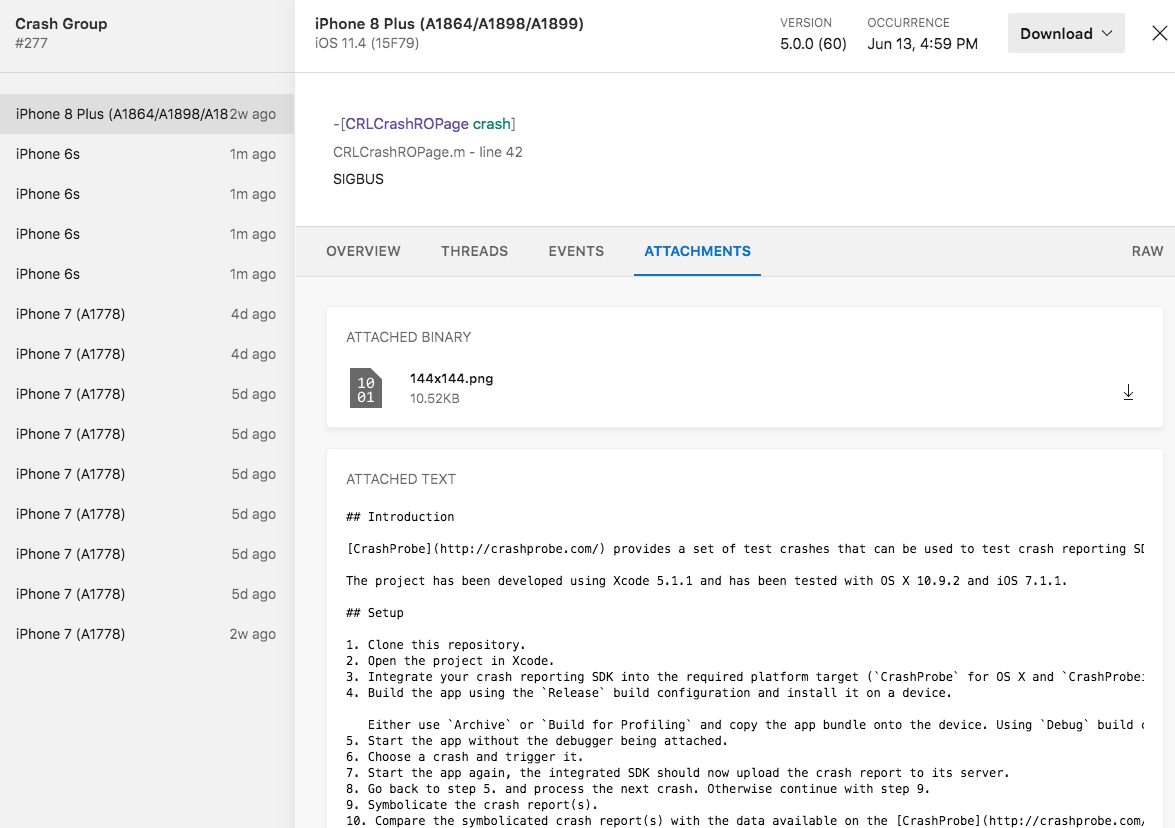 Crash Group
#277
iPhone 8 Plus (A1864/A1898/A18 2w ago
iPhone 6s 1m ago
iPhone 6s 1m ago
iPhone 6s 1m ago
iPhone 6s 1m ago
iPhone 7 (A1778) 4d ago
iPhone 7 (A1778) 4d ago
iPhone 7 (A1778) 5d ago
iPhone 7 (A1778) 5d ago
iPhone 7 (A1778) 5d ago
iPhone 7 (A1778) 5d ago
iPhone 7 (A1778) 5d ago
iPhone 7 (A1778) 5d ago
iPhone 7 (A1778) 2w ago
iPhone 8 Plus (A1864/A1898/A1899)
iOS 11.4 (15F79)
VERSION
5.0.0 (60)
OCCURRENCE
Jun 13, 4:59 PM
Download
-[CRLCrashROPage crash]
CRLCrashROPage.m - line 42
SIGBUS
OVERVIEW THREADS EVENTS ATTACHMENTS RAW
ATTACHED BINARY
10
01
144x144.png
10.52KB
ATTACHED TEXT
## Introduction
[CrashProbe](http://crashprobe.com/) provides a set of test crashes that can be used to test crash reporting SD
The project has been developed using Xcode 5.1.1 and has been tested with OS X 10.9.2 and iOS 7.1.1.
## Setup
1. Clone this repository.
2. Open the project in Xcode.
3. Integrate your crash reporting SDK into the required platform target (`CrashProbe` for OS X and `CrashProbei
4. Build the app using the `Release` build configuration and install it on a device.
Either use `Archive` or `Build for Profiling` and copy the app bundle onto the device. Using `Debug` build c
5. Start the app without the debugger being attached.
6. Choose a crash and trigger it.
7. Start the app again, the integrated SDK should now upload the crash report to its server.
8. Go back to step 5. and process the next crash. Otherwise continue with step 9.
9. Symbolicate the crash report(s).
10. Compare the symbolicated crash report(s) with the data available on the [CrashProbe](http://crashprobe.com/